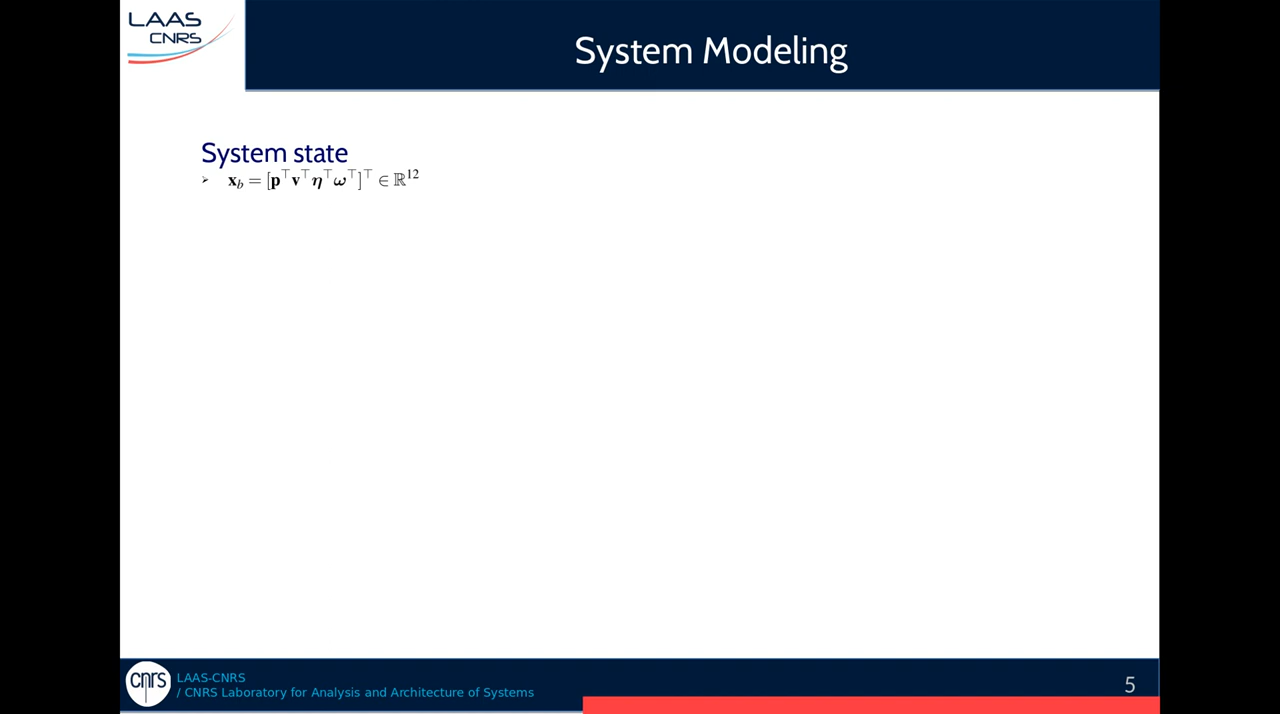 LAAS
CNRS
System Modeling
System state
➢ 𝐱_b = [𝐩^⊤ 𝐯^⊤ 𝛈^⊤ 𝛚^⊤]^⊤ ∈ ℝ^12
cnrs
LAAS-CNRS
/ CNRS Laboratory for Analysis and Architecture of Systems
5